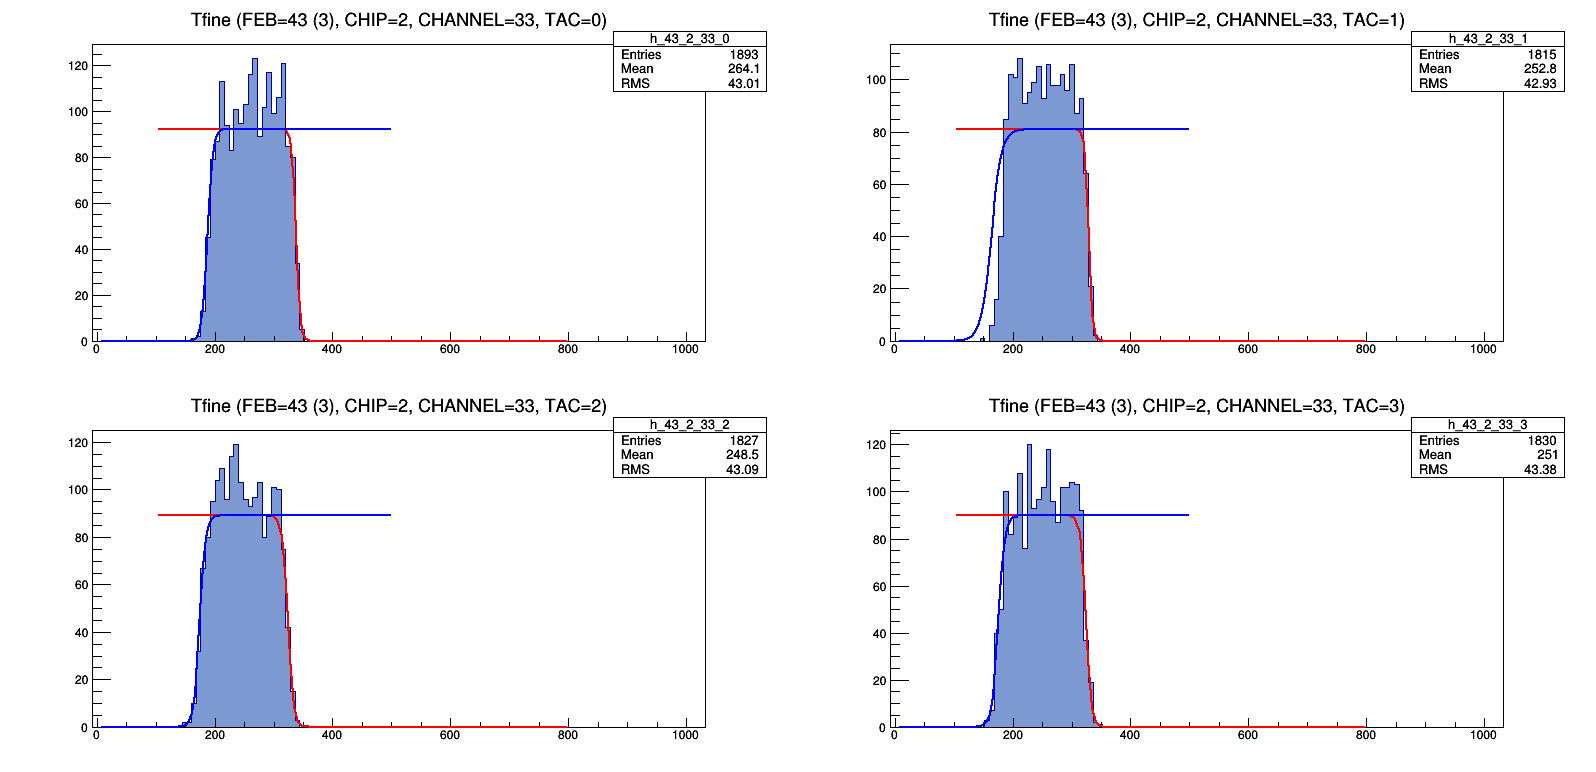 Tfine (FEB=43 (3), CHIP=2, CHANNEL=33, TAC=0)
h_43_2_33_0
Entries 1893
Mean 264.1
RMS 43.01
120
100
80
60
40
20
0
0 200 400 600 800 1000
Tfine (FEB=43 (3), CHIP=2, CHANNEL=33, TAC=1)
h_43_2_33_1
Entries 1815
Mean 252.8
RMS 42.93
100
80
60
40
20
0
0 200 400 600 800 1000
Tfine (FEB=43 (3), CHIP=2, CHANNEL=33, TAC=2)
h_43_2_33_2
Entries 1827
Mean 248.5
RMS 43.09
120
100
80
60
40
20
0
0 200 400 600 800 1000
Tfine (FEB=43 (3), CHIP=2, CHANNEL=33, TAC=3)
h_43_2_33_3
Entries 1830
Mean 251
RMS 43.38
120
100
80
60
40
20
0
0 200 400 600 800 1000